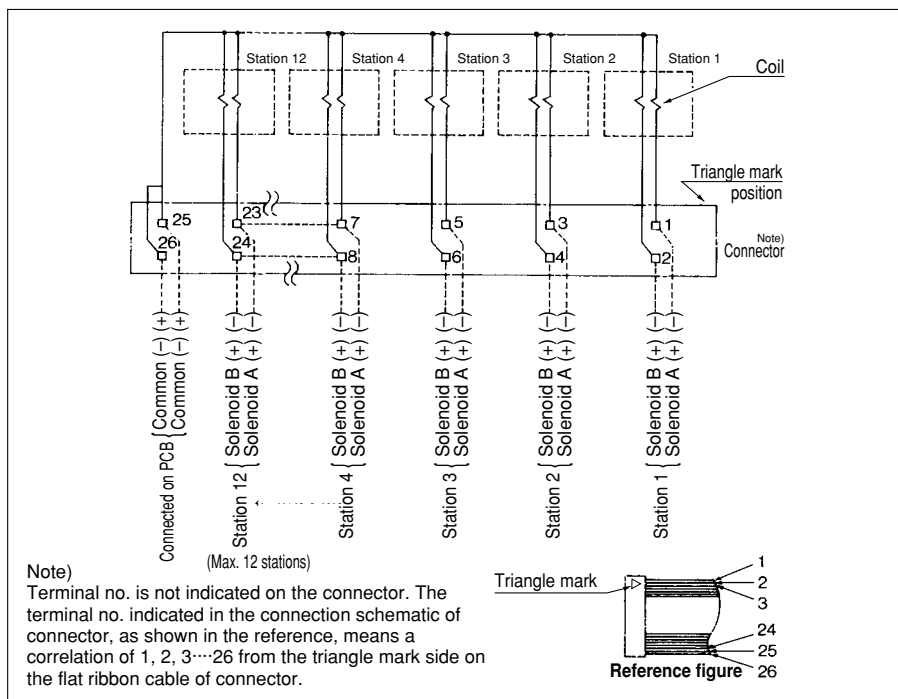 Station 12
Station 4
Station 3
Station 2
Station 1
Coil
Triangle mark
position
25
23
7
5
3
1
Note)
Connector
26
24
8
6
4
2
Connected on PCB { Common (–) (+)
Common (–) (+)
Station 12 { Solenoid B (+) (–)
Solenoid A (+) (–)
Station 4 { Solenoid B (+) (–)
Solenoid A (+) (–)
Station 3 { Solenoid B (+) (–)
Solenoid A (+) (–)
Station 2 { Solenoid B (+) (–)
Solenoid A (+) (–)
Station 1 { Solenoid B (+) (–)
Solenoid A (+) (–)
(Max. 12 stations)
Note)
Terminal no. is not indicated on the connector. The
terminal no. indicated in the connection schematic of
connector, as shown in the reference, means a
correlation of 1, 2, 3····26 from the triangle mark side on
the flat ribbon cable of connector.
Triangle mark
1
2
3
24
25
26
Reference figure